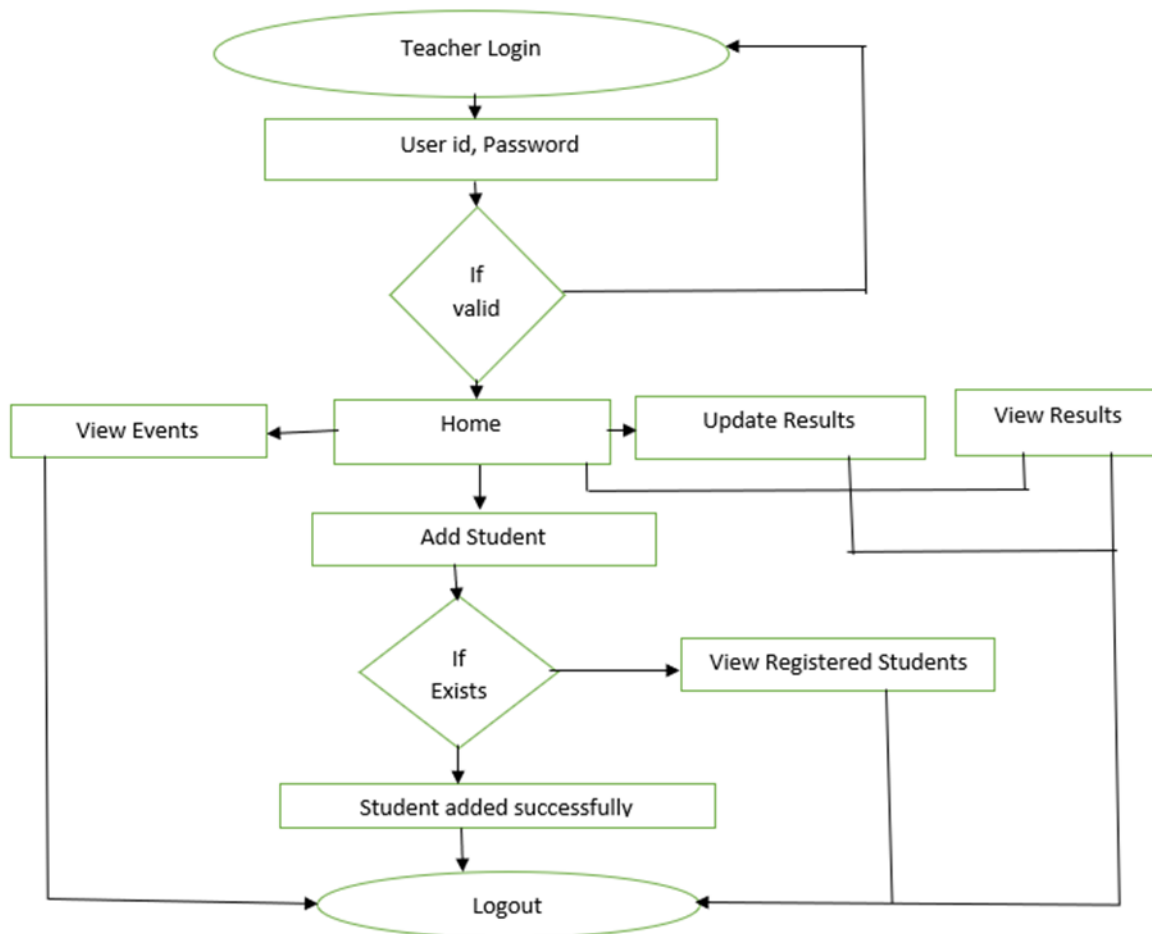 Teacher Login
User id, Password
If
valid
View Events
Home
Update Results
View Results
Add Student
If
Exists
View Registered Students
Student added successfully
Logout